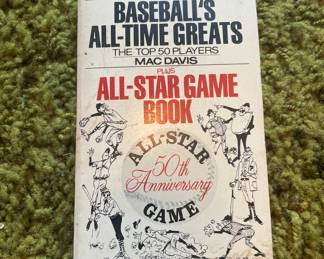 BASEBALL'S
ALL-TIME GREATS
THE TOP 50 PLAYERS
MAC DAVIS
PLUS
ALL-STAR GAME
BOOK
ALL-STAR
50th
Anniversary
GAME